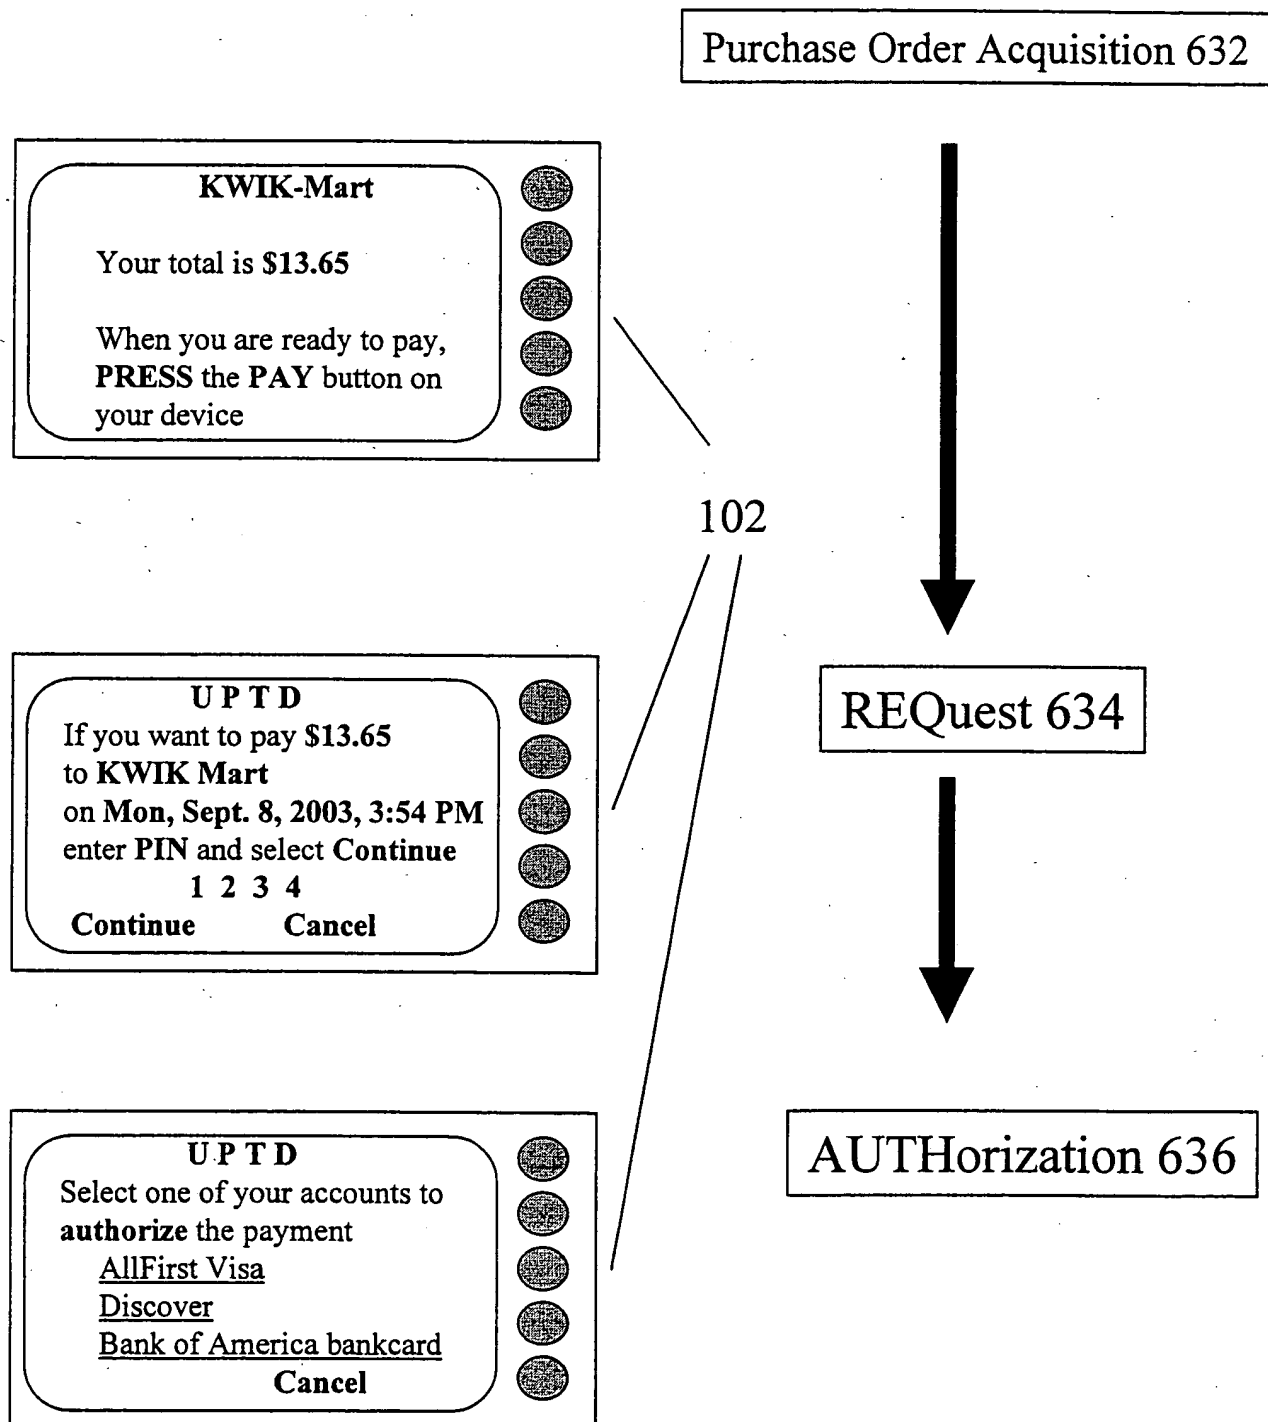 Purchase Order Acquisition 632
KWIK-Mart
Your total is $13.65
When you are ready to pay,
PRESS the PAY button on
your device
102
U P T D
If you want to pay $13.65
to KWIK Mart
on Mon, Sept. 8, 2003, 3:54 PM
enter PIN and select Continue
1 2 3 4
Continue Cancel
REQuest 634
U P T D
Select one of your accounts to
authorize the payment
AllFirst Visa
Discover
Bank of America bankcard
Cancel
AUTHorization 636